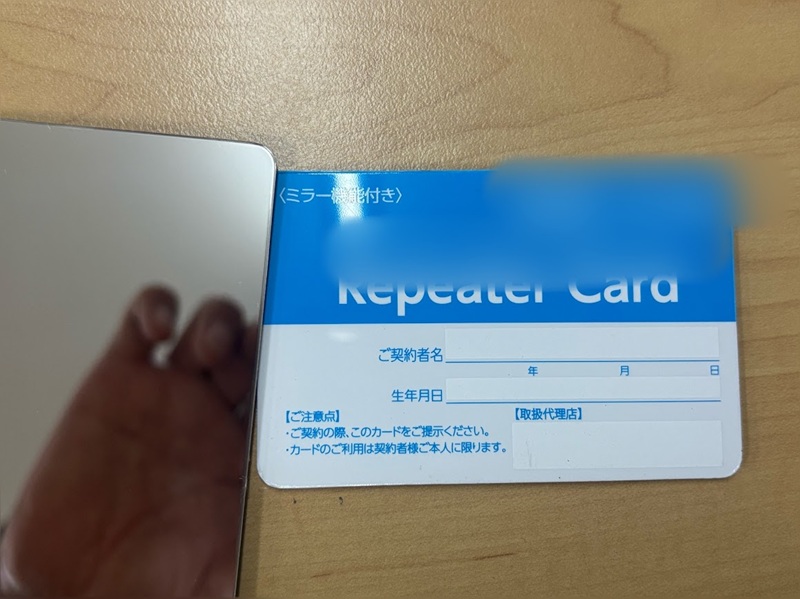 〈ミラー機能付き〉
Repeater Card
ご契約者名
年 月 日
生年月日
【ご注意点】
・ご契約の際、このカードをご提示ください。
・カードのご利用は契約者様ご本人に限ります。
【取扱代理店】